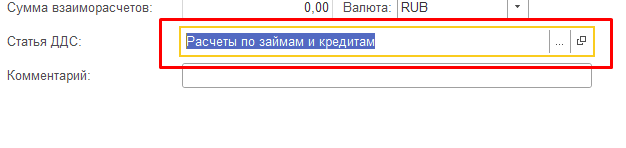 Сумма взаиморасчетов: 0,00 Валюта: RUB
Статья ДДС: Расчеты по займам и кредитам ...
Комментарий: